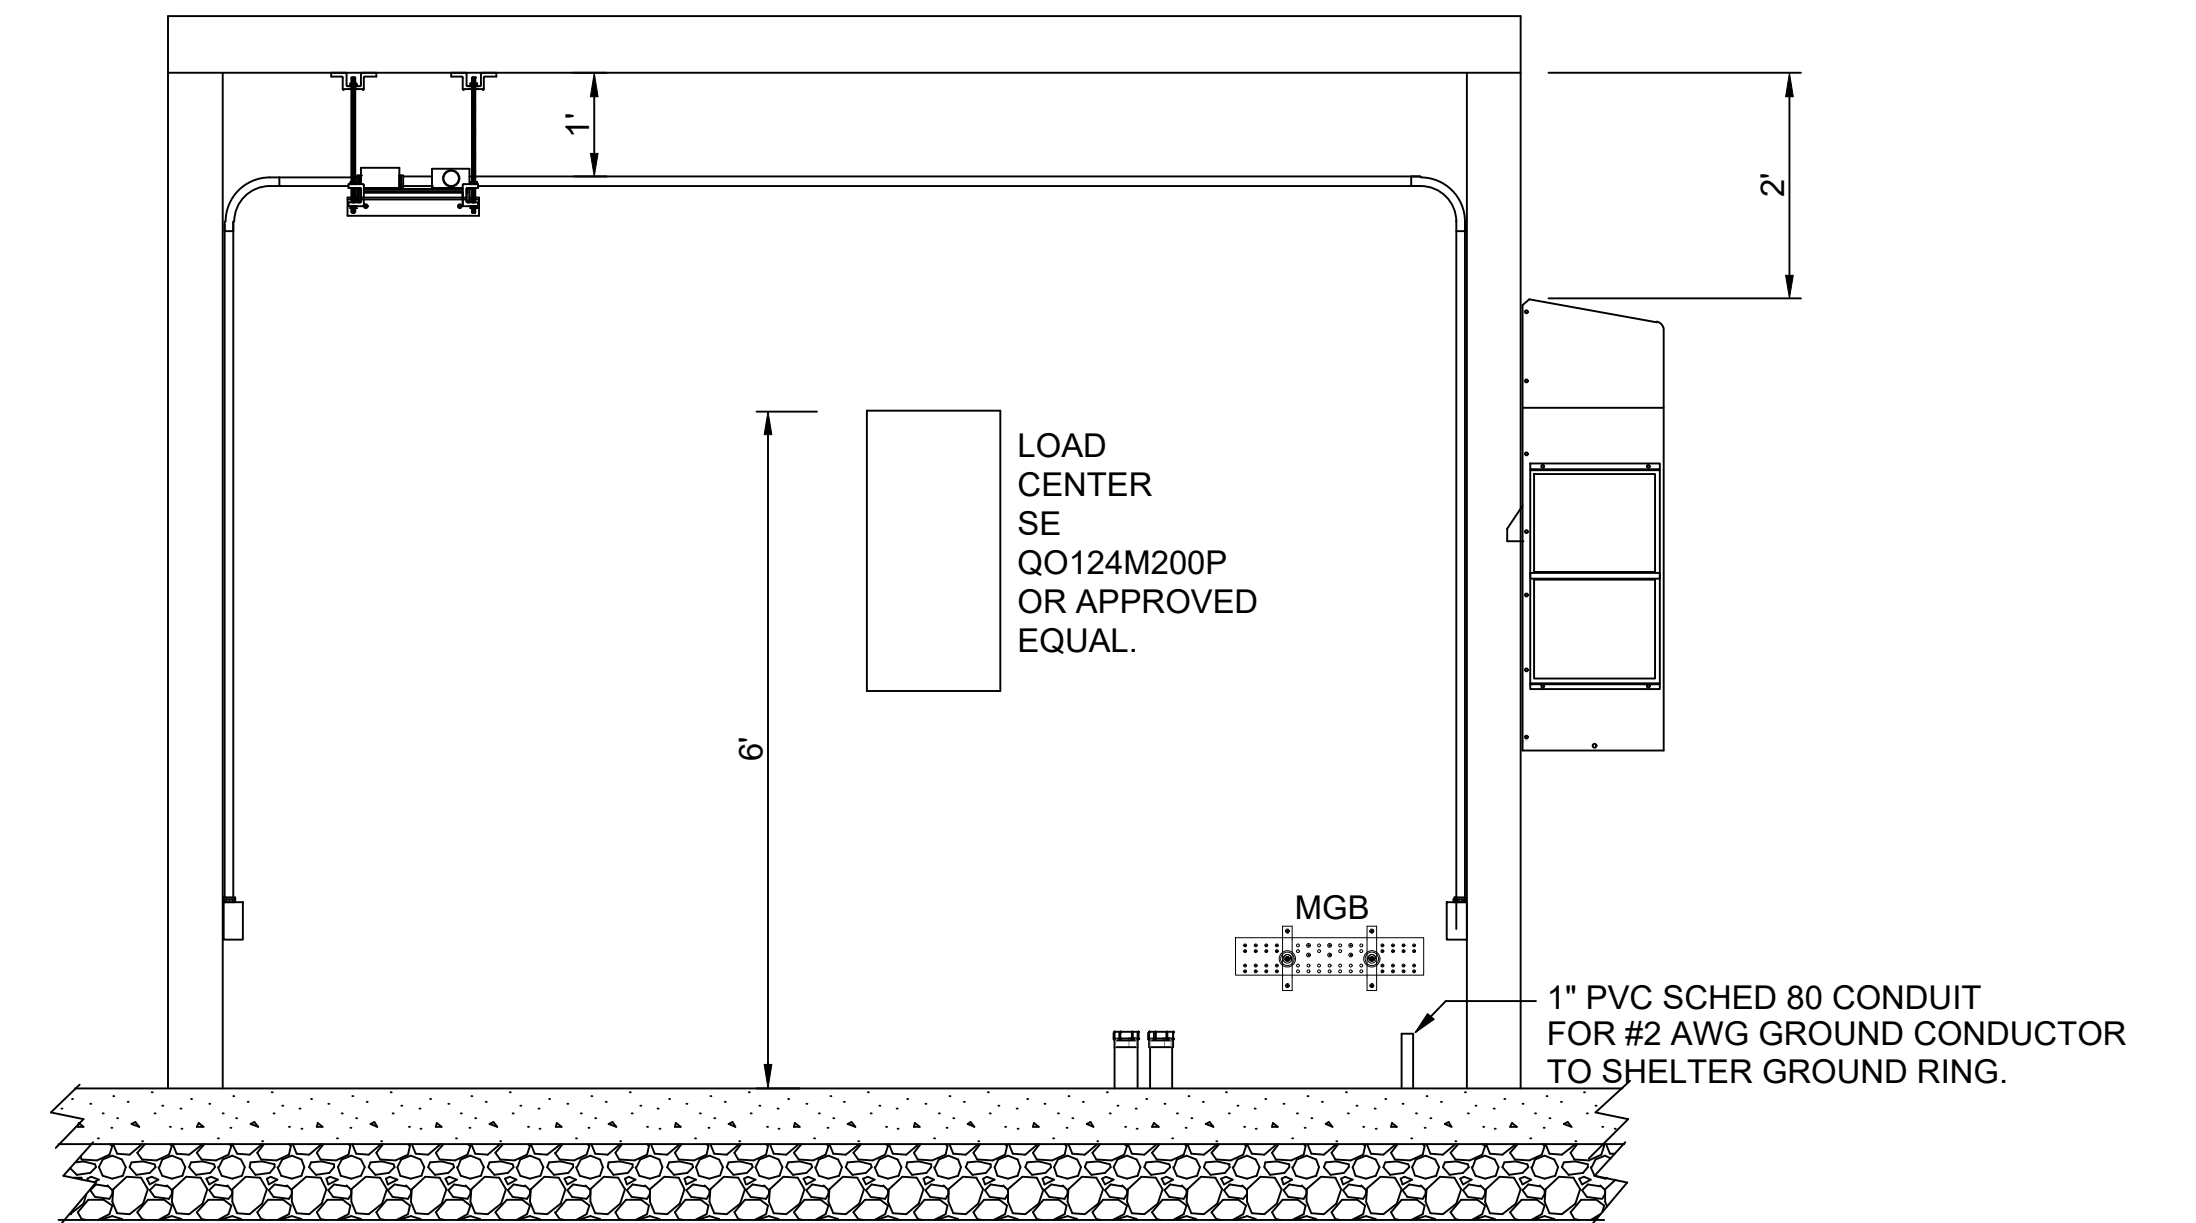 1'
2'
LOAD
CENTER
SE
QO124M200P
OR APPROVED
EQUAL.
6'
MGB
1" PVC SCHED 80 CONDUIT
FOR #2 AWG GROUND CONDUCTOR
TO SHELTER GROUND RING.